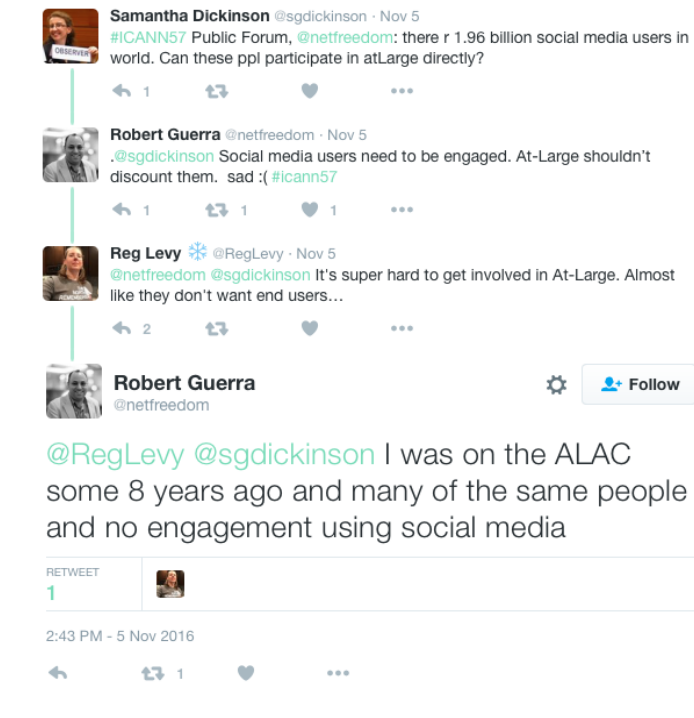 Samantha Dickinson @sgdickinson · Nov 5
#ICANN57 Public Forum, @netfreedom: there r 1.96 billion social media users in
world. Can these ppl participate in atLarge directly?
1
OBSERVER
Robert Guerra @netfreedom · Nov 5
.@sgdickinson Social media users need to be engaged. At-Large shouldn't
discount them.  sad :( #icann57
1 1 1
Reg Levy ❄ @RegLevy · Nov 5
@netfreedom @sgdickinson It's super hard to get involved in At-Large. Almost
like they don't want end users…
2
Robert Guerra
@netfreedom
Follow
@RegLevy @sgdickinson I was on the ALAC
some 8 years ago and many of the same people
and no engagement using social media
RETWEET
1
2:43 PM - 5 Nov 2016
1